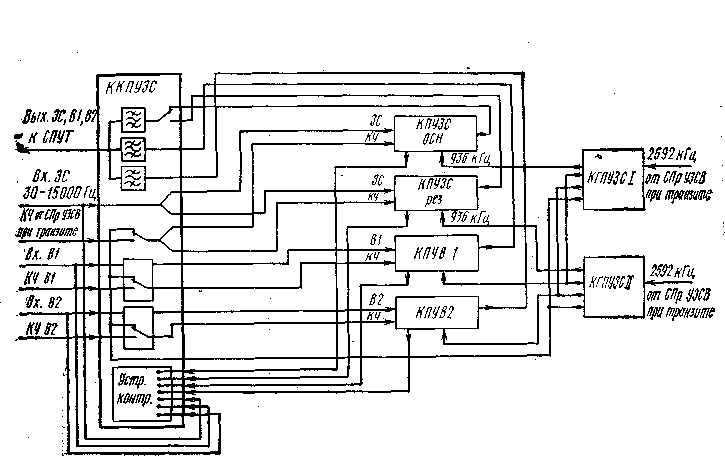 ККПУЗС
Вых. ЗС, В1, В2
к СПУТ
Вх. ЗС
30-15000 Гц
КЧ от СПр УЗСВ
при транзите
Вх. В1
КЧ В1
Вх. В2
КЧ В2
Устр.
контр.
ЗС
КЧ
КПУЗС
осн
936 кГц
ЗС
КЧ
КПУЗС
рез
936 кГц
В1
КЧ
КПУВ 1
В2
КЧ
КПУВ2
КГПУЗС I
2592 кГц
от СПр УЗСВ
при транзите
КГПУЗС II
2592 кГц
от СПр УЗСВ
при транзите